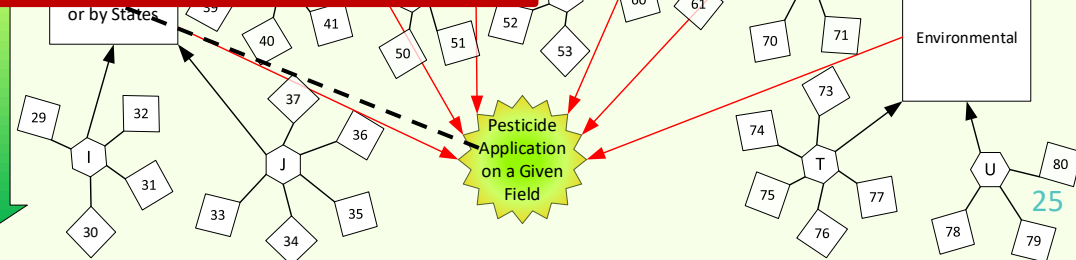 or by States
39
40
41
50
51
52
53
60
61
70
71
Environmental
29
32
I
31
30
37
36
J
33
35
34
Pesticide
Application
on a Given
Field
73
74
T
75
77
76
80
U
25
78
79